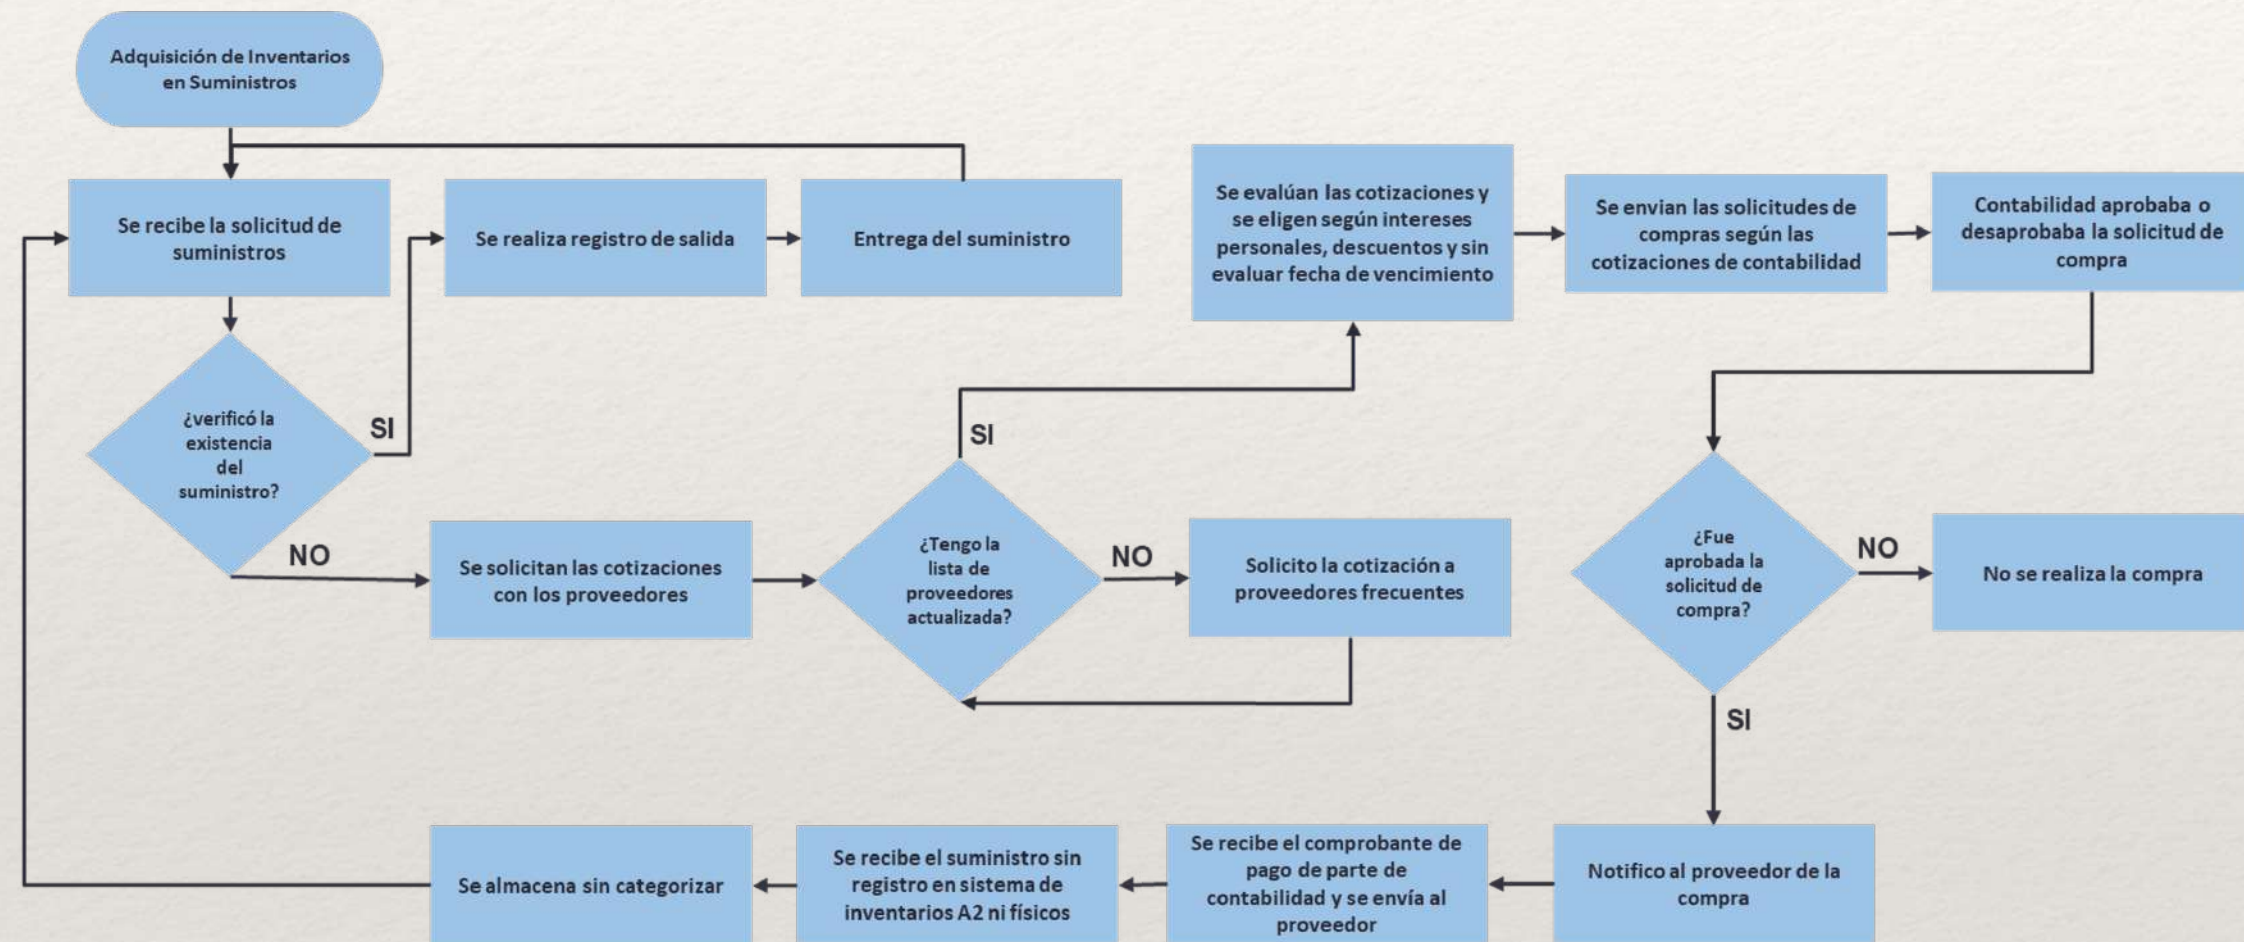 Adquisición de Inventarios
en Suministros
Se recibe la solicitud de
suministros
Se realiza registro de salida
Entrega del suministro
Se evalúan las cotizaciones y
se eligen según intereses
personales, descuentos y sin
evaluar fecha de vencimiento
Se envian las solicitudes de
compras según las
cotizaciones de contabilidad
Contabilidad aprobaba o
desaprobaba la solicitud de
compra
¿verificó la
existencia
del
suministro?
SI
NO
Se solicitan las cotizaciones
con los proveedores
¿Tengo la
lista de
proveedores
actualizada?
SI
NO
Solicito la cotización a
proveedores frecuentes
¿Fue
aprobada la
solicitud de
compra?
NO
No se realiza la compra
SI
Notifico al proveedor de la
compra
Se recibe el comprobante de
pago de parte de
contabilidad y se envía al
proveedor
Se recibe el suministro sin
registro en sistema de
inventarios A2 ni físicos
Se almacena sin categorizar